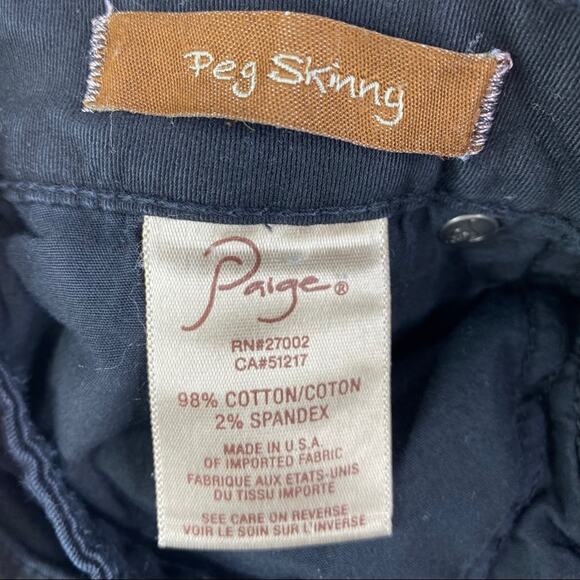 Peg Skinny
Paige®
RN#27002
CA#51217
98% COTTON/COTON
2% SPANDEX
MADE IN U.S.A.
OF IMPORTED FABRIC
FABRIQUE AUX ETATS-UNIS
DU TISSU IMPORTE
SEE CARE ON REVERSE
VOIR LE SOIN SUR L'INVERSE